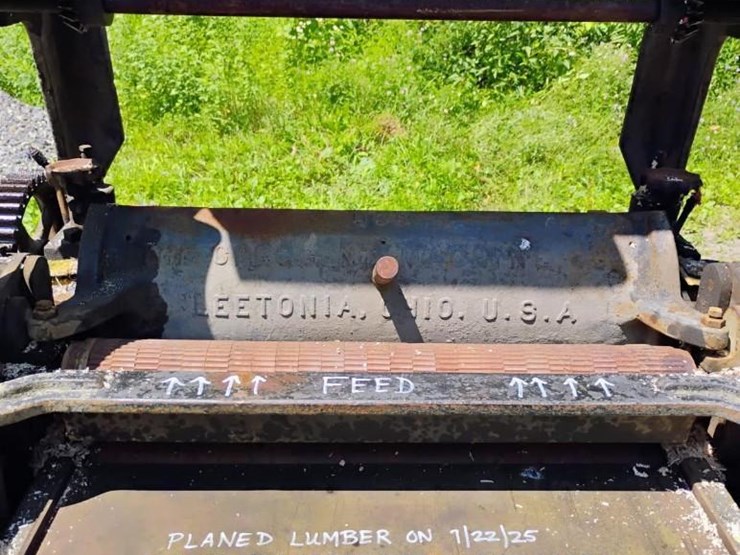 LEETONIA, OHIO, U.S.A
↑↑↑↑ FEED ↑↑↑↑
PLANED LUMBER ON 7/22/25